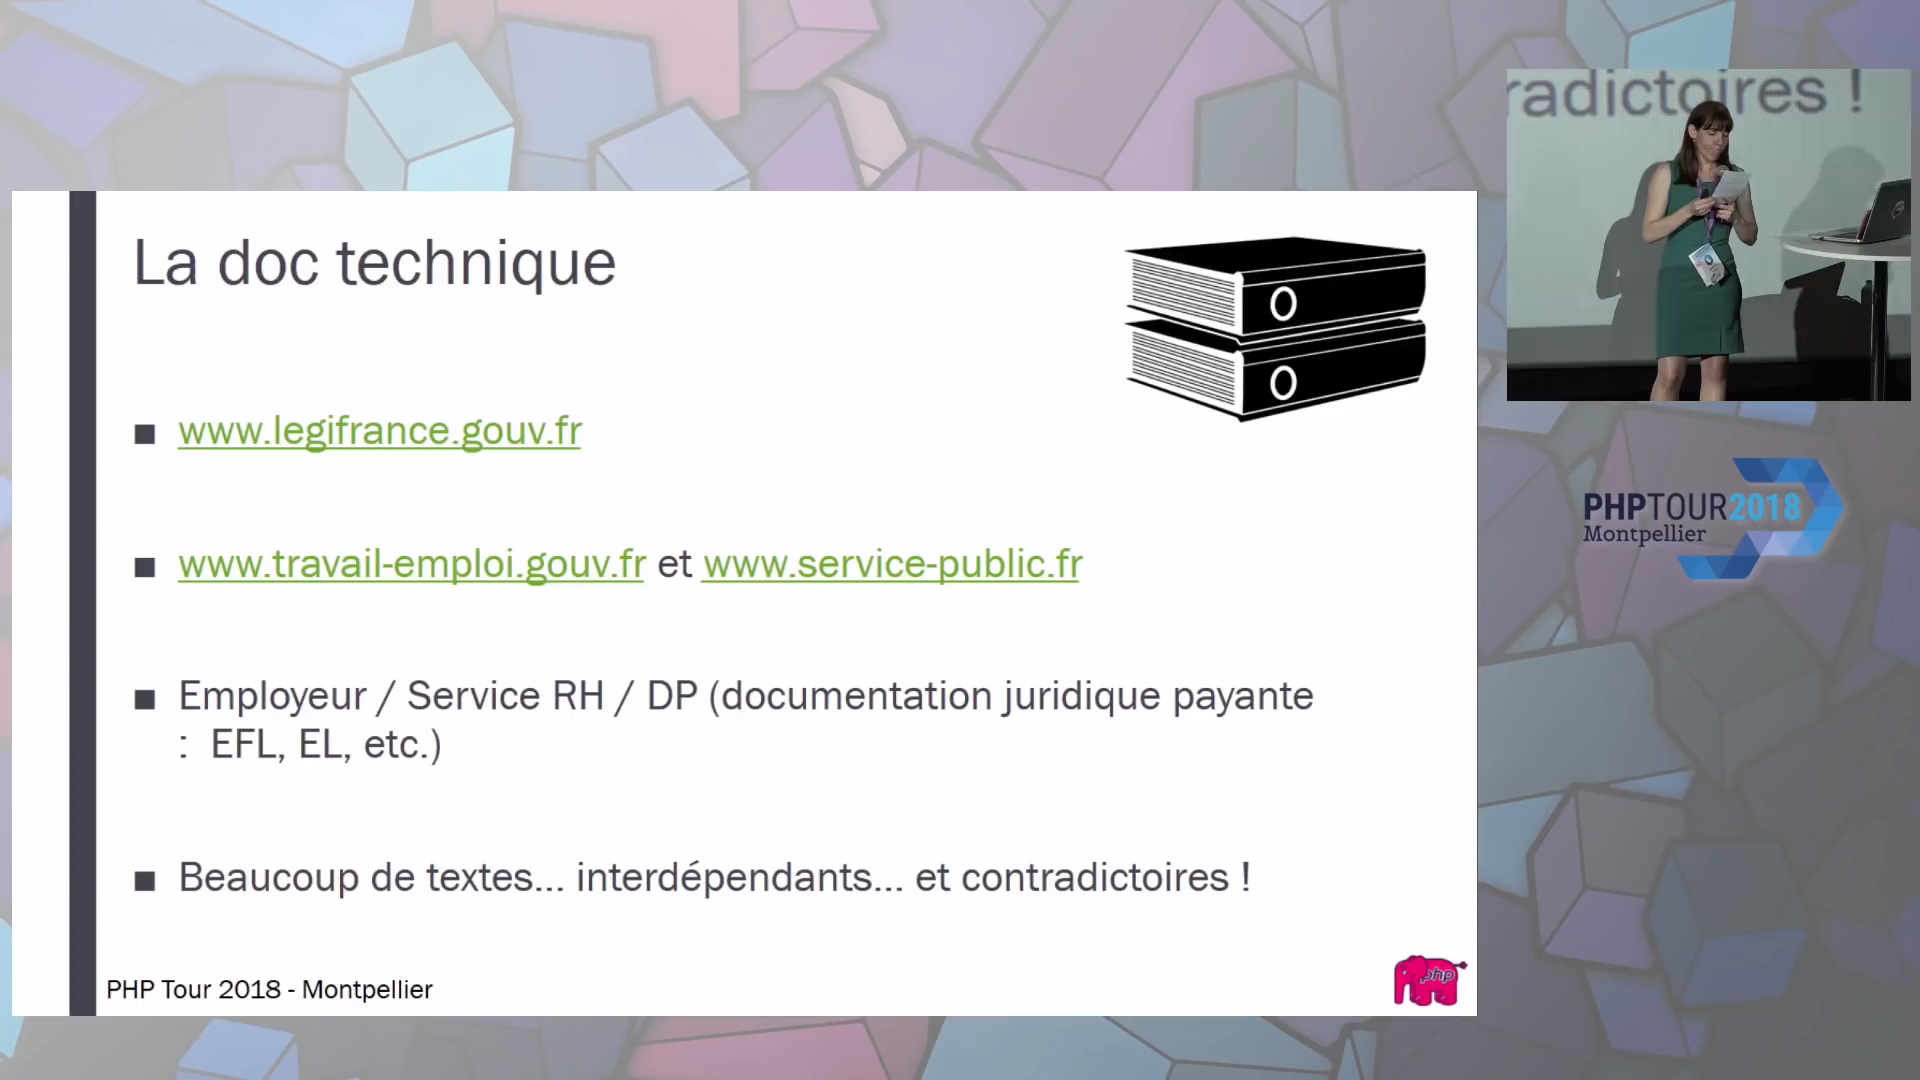 radictoires !
La doc technique
www.legifrance.gouv.fr
PHPTOUR2018
Montpellier
www.travail-emploi.gouv.fr et www.service-public.fr
Employeur / Service RH / DP (documentation juridique payante
: EFL, EL, etc.)
Beaucoup de textes... interdépendants... et contradictoires !
PHP Tour 2018 - Montpellier
php